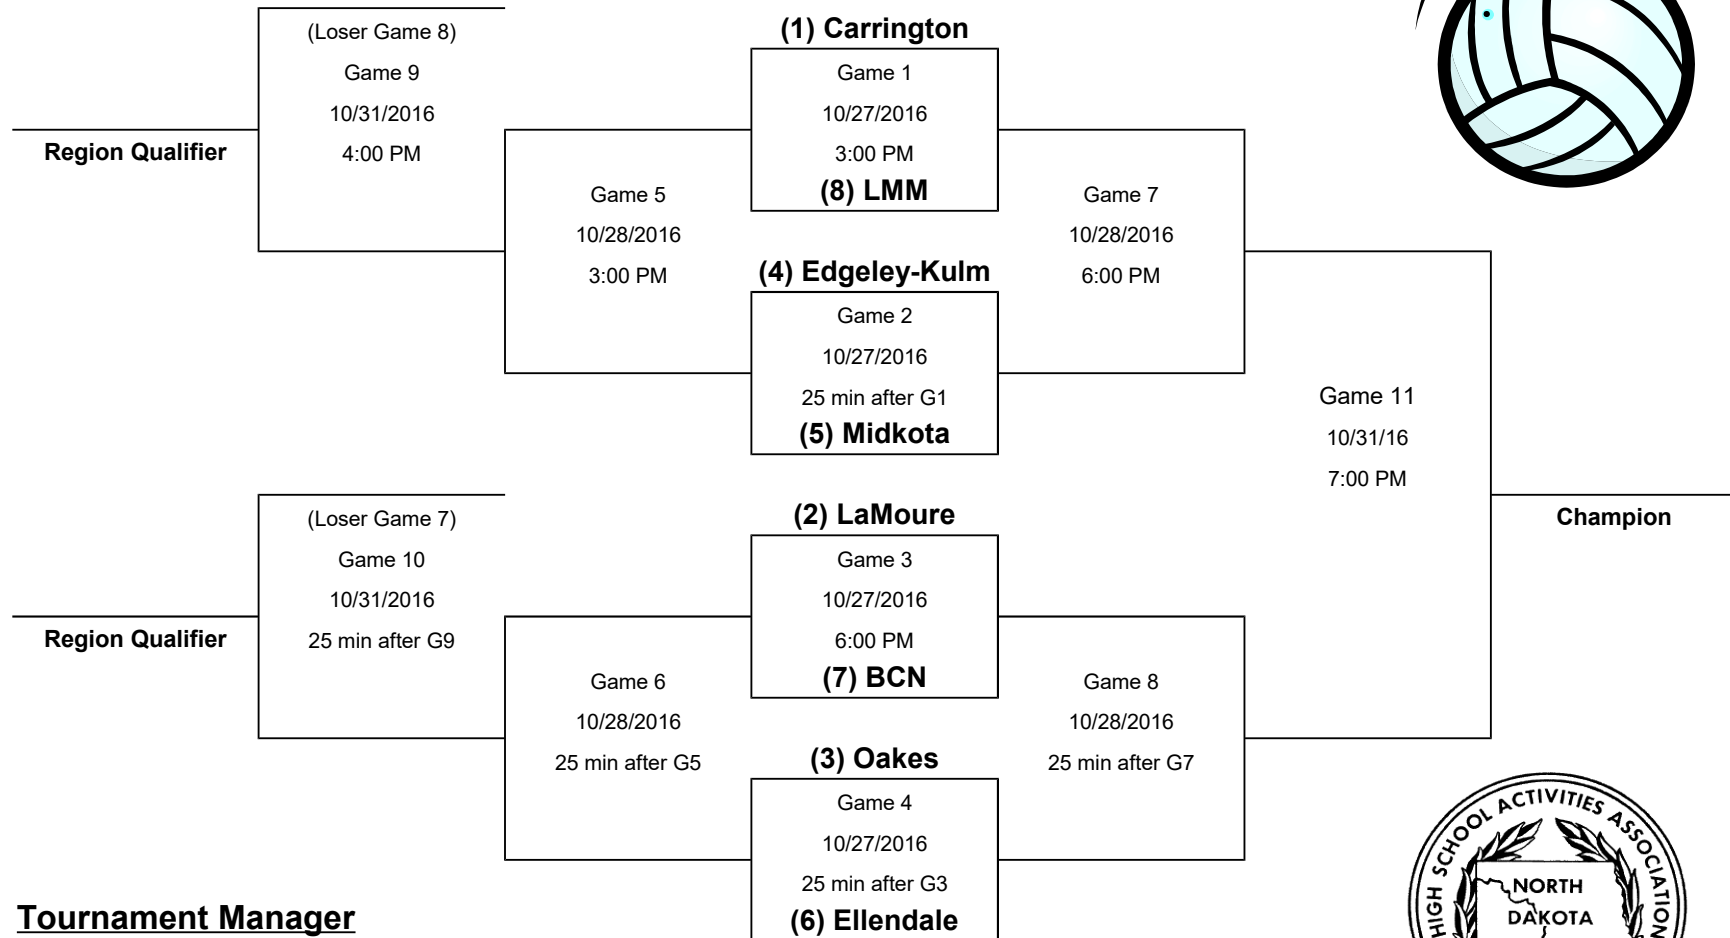 (Loser Game 8)
Game 9
10/31/2016
4:00 PM
Region Qualifier
Game 5
10/28/2016
3:00 PM
(Loser Game 7)
Game 10
10/31/2016
25 min after G9
Region Qualifier
Game 6
10/28/2016
25 min after G5
(1) Carrington
Game 1
10/27/2016
3:00 PM
(8) LMM
(4) Edgeley-Kulm
Game 2
10/27/2016
25 min after G1
(5) Midkota
(2) LaMoure
Game 3
10/27/2016
6:00 PM
(7) BCN
(3) Oakes
Game 4
10/27/2016
25 min after G3
(6) Ellendale
Game 7
10/28/2016
6:00 PM
Game 8
10/28/2016
25 min after G7
Game 11
10/31/16
7:00 PM
Champion
Tournament Manager
HIGH SCHOOL ACTIVITIES ASSOCIATION
NORTH
DAKOTA